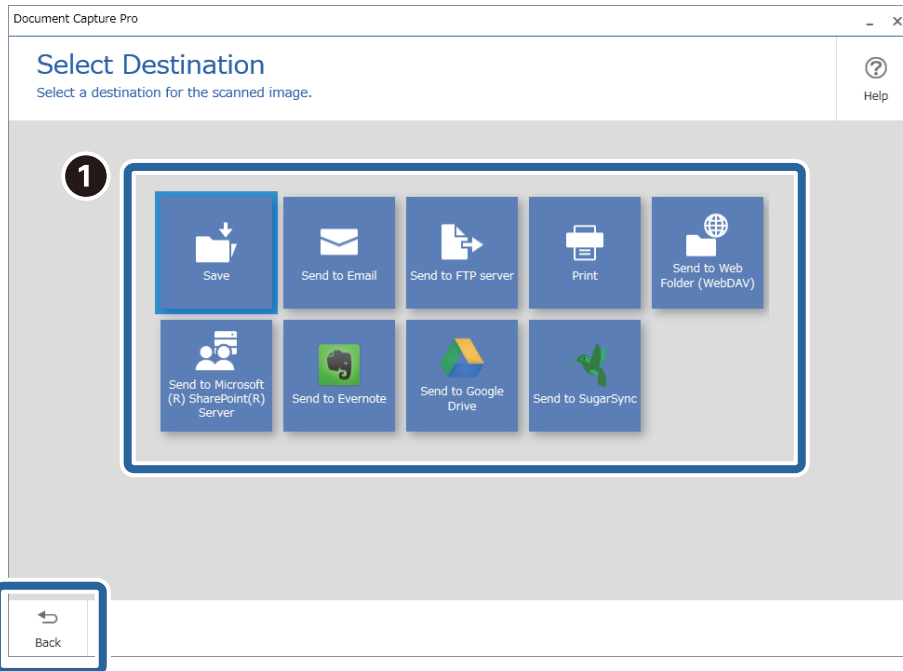 Document Capture Pro
Select Destination
Select a destination for the scanned image.
Help
1
Save
Send to Email
Send to FTP server
Print
Send to Web
Folder (WebDAV)
Send to Microsoft
(R) SharePoint(R)
Server
Send to Evernote
Send to Google
Drive
Send to SugarSync
Back